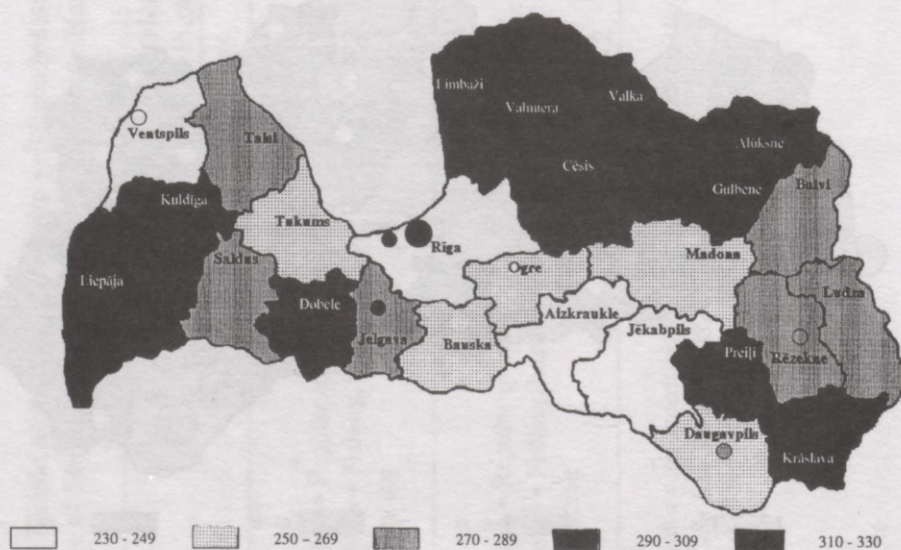 Limbaži
Valmiera
Valka
Ventspils
Talsi
Alūksne
Cēsis
Gulbene
Balvi
Kuldīga
Tukums
Rīga
Saldus
Ogre
Madona
Liepāja
Dobele
Jelgava
Bauska
Aizkraukle
Jēkabpils
Ludza
Preiļi
Rēzekne
Daugavpils
Krāslava
230 - 249 250 - 269 270 - 289 290 - 309 310 - 330